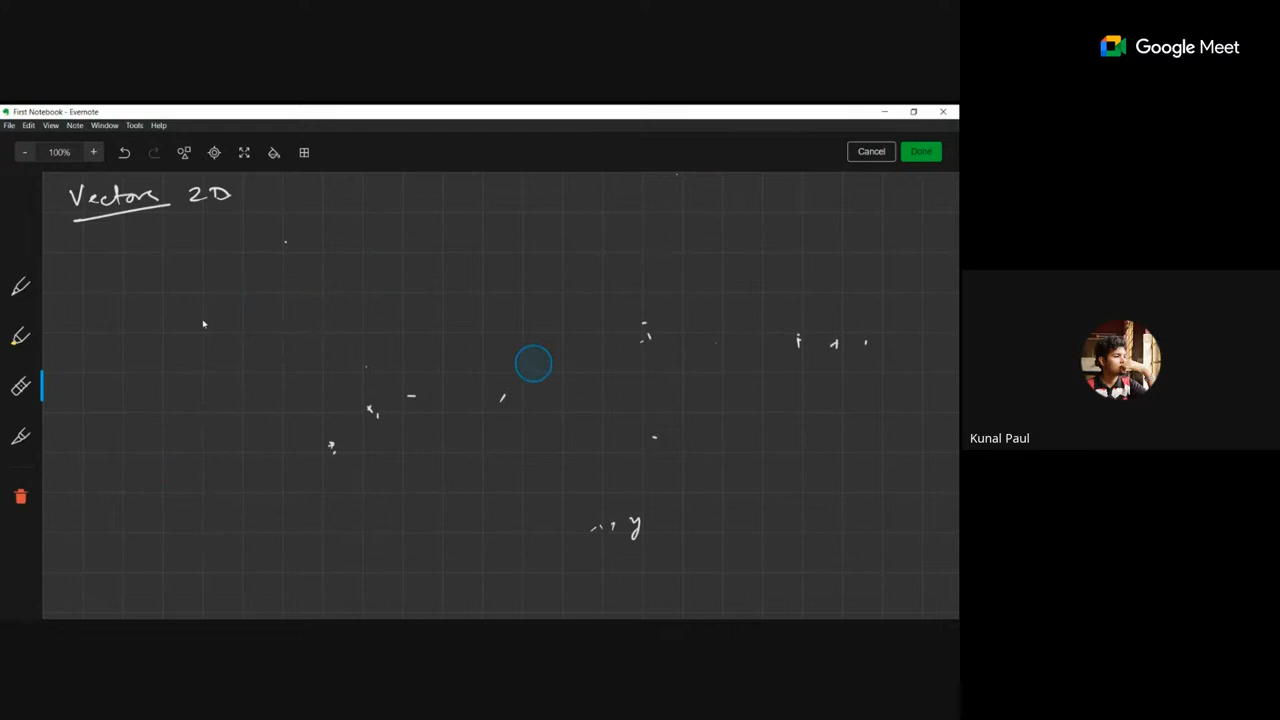 Google Meet
First Notebook - Evernote
File Edit View Note Window Tools Help
- 100% +
Cancel Done
Vectors 2D
y
Kunal Paul